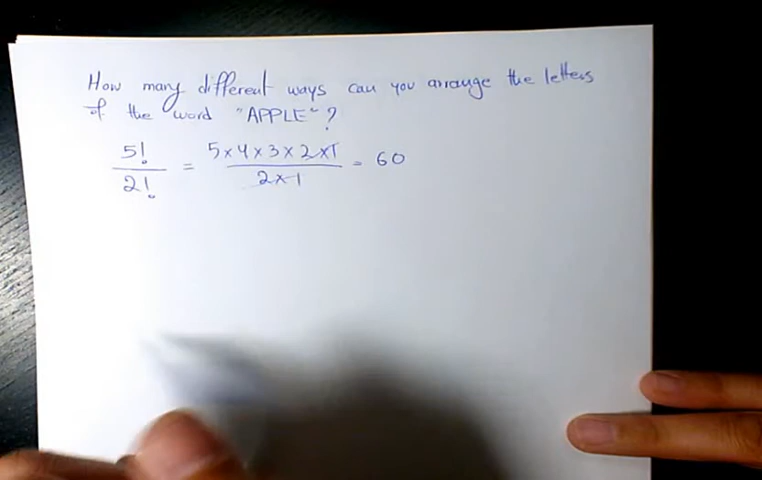 How many different ways can you arrange the letters
of the word "APPLE"?
5!/2! = 5×4×3×2×1/2×1 = 60